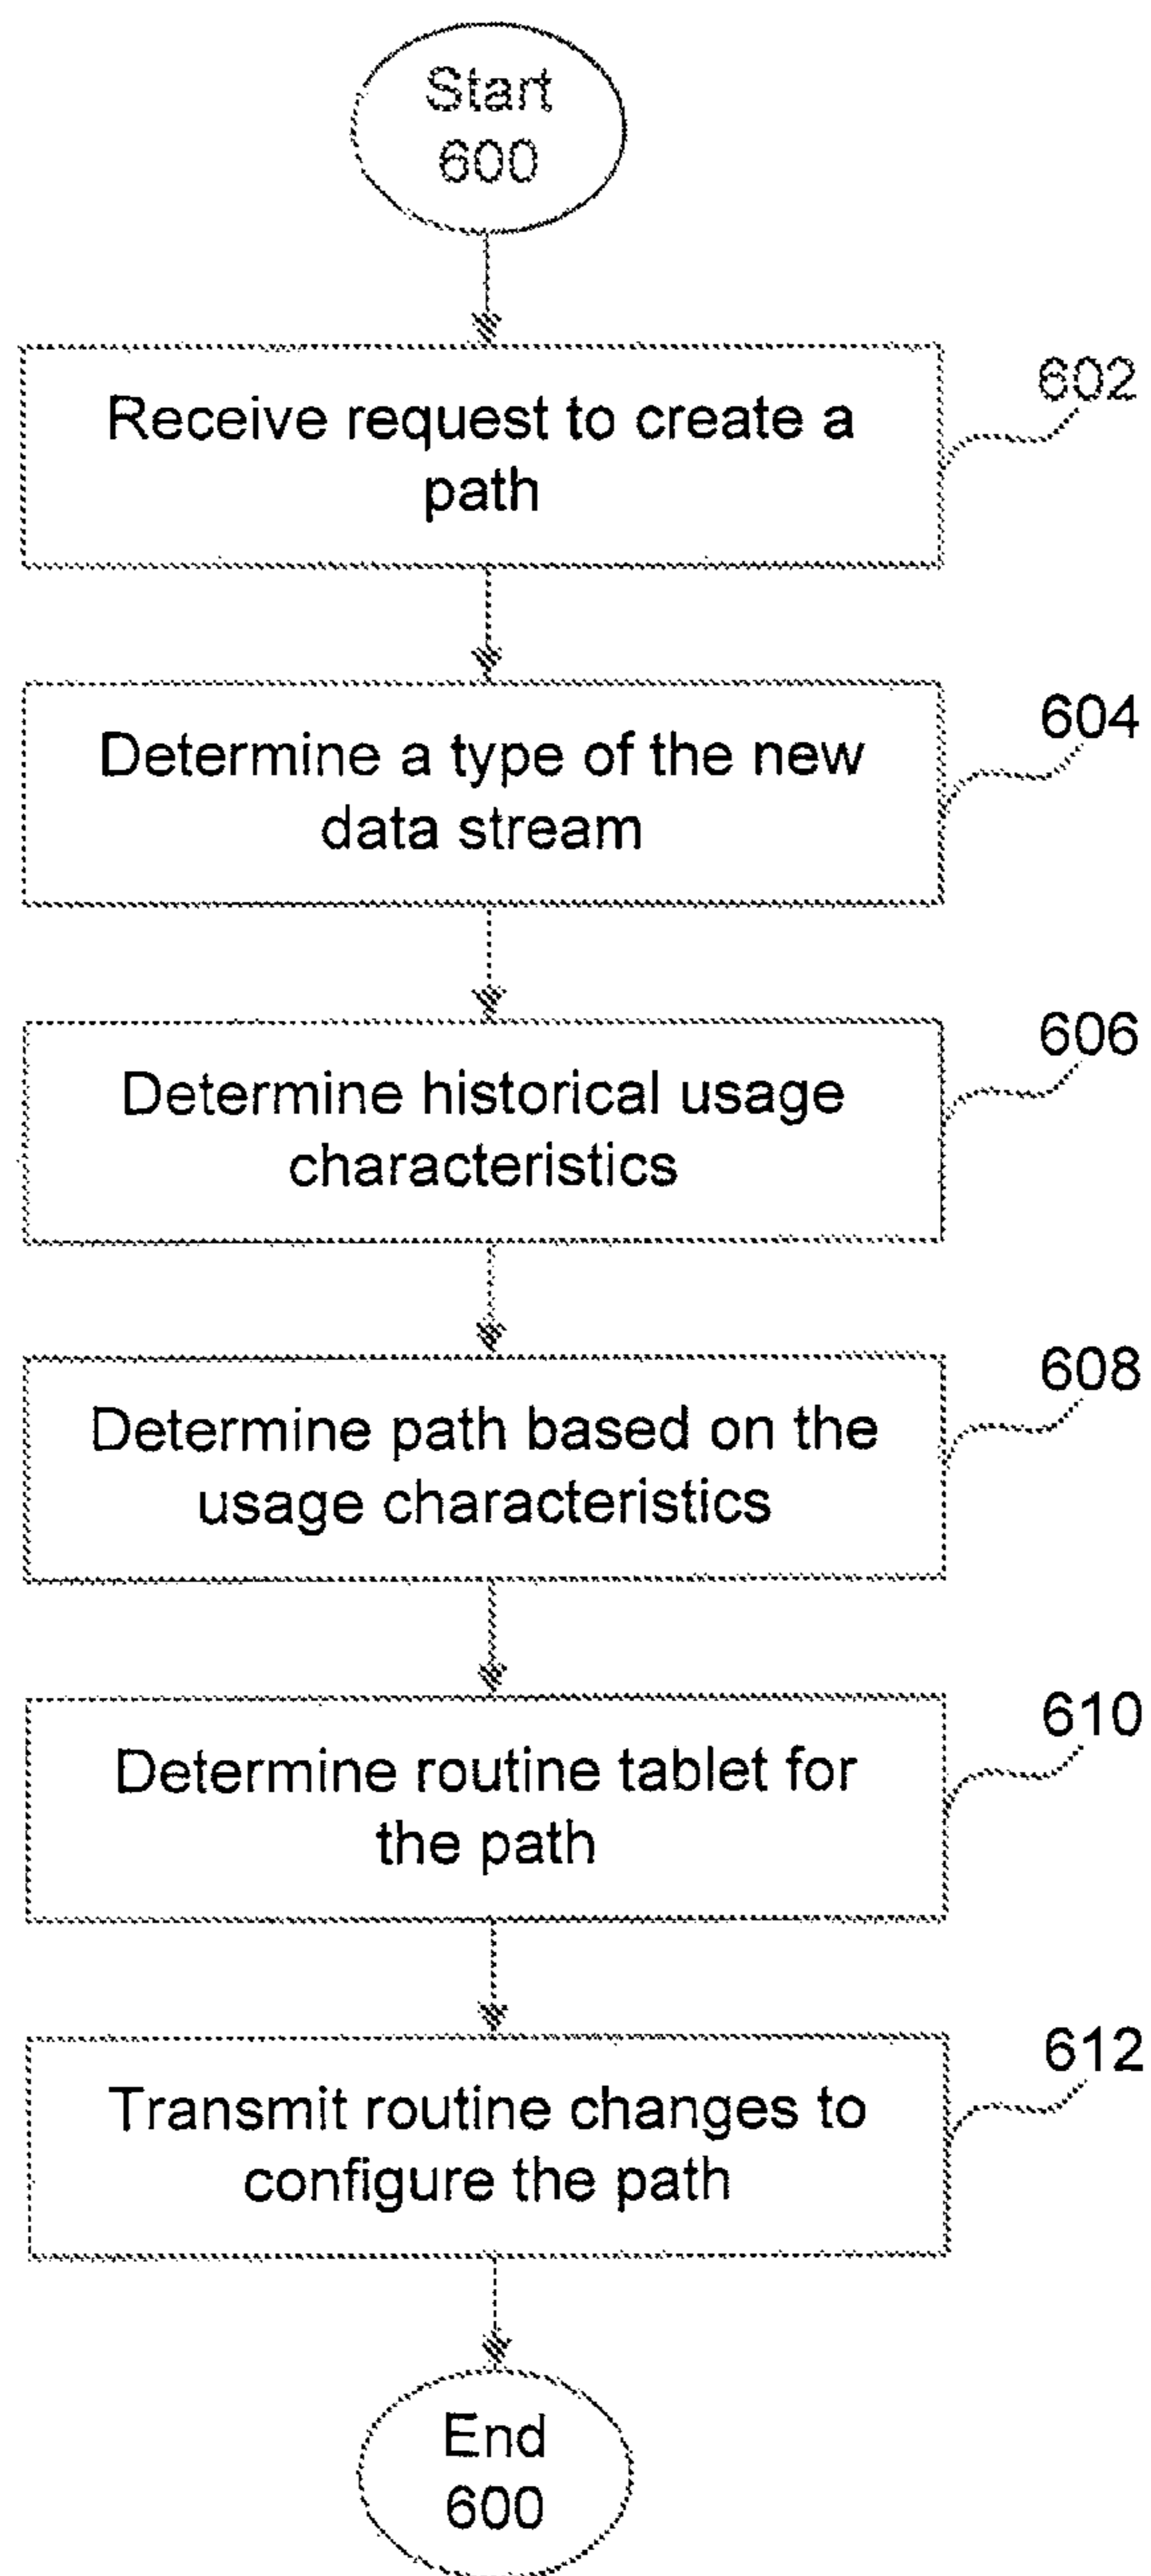 Start
600
Receive request to create a
path
602
Determine a type of the new
data stream
604
Determine historical usage
characteristics
606
Determine path based on the
usage characteristics
608
Determine routine tablet for
the path
610
Transmit routine changes to
configure the path
612
End
600